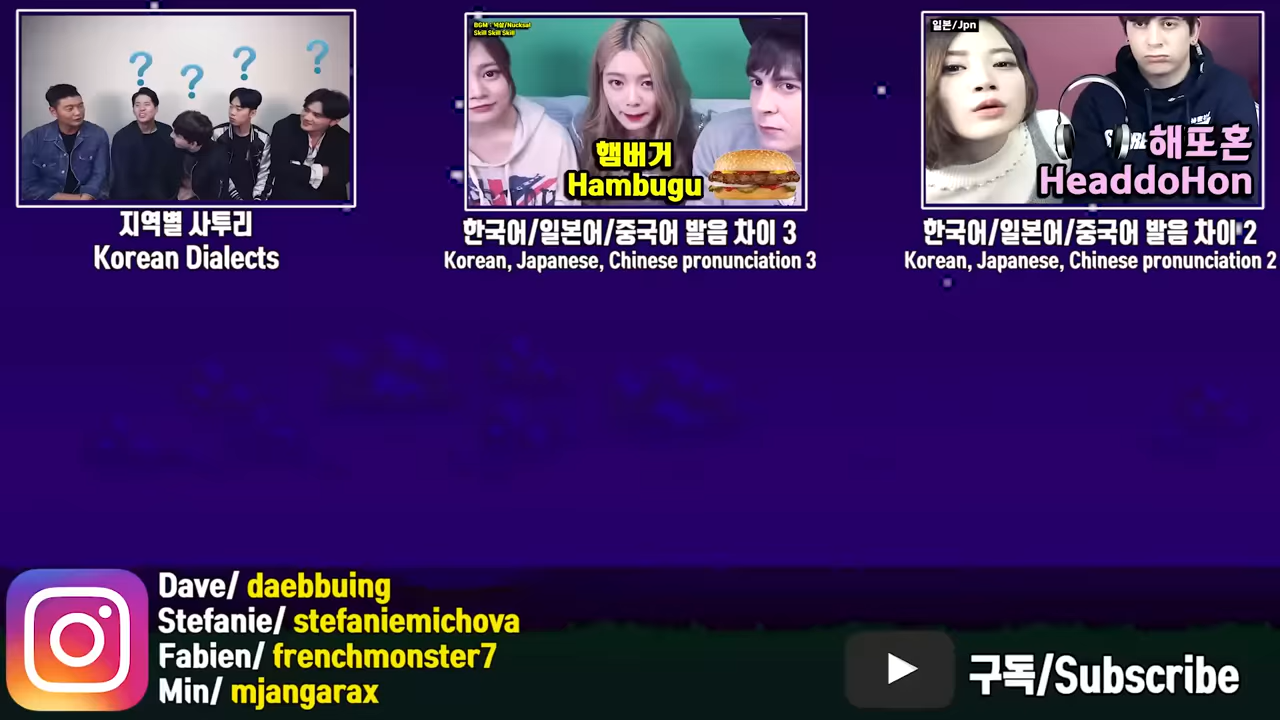 BGM : 넉살/Nucksal
Skill Skill Skill
일본/Jpn
? ? ? ?
햄버거
Hambugu
해또혼
HeaddoHon
지역별 사투리
Korean Dialects
한국어/일본어/중국어 발음 차이 3
Korean, Japanese, Chinese pronunciation 3
한국어/일본어/중국어 발음 차이 2
Korean, Japanese, Chinese pronunciation 2
Dave/ daebbuing
Stefanie/ stefaniemichova
Fabien/ frenchmonster7
Min/ mjangarax
구독/Subscribe